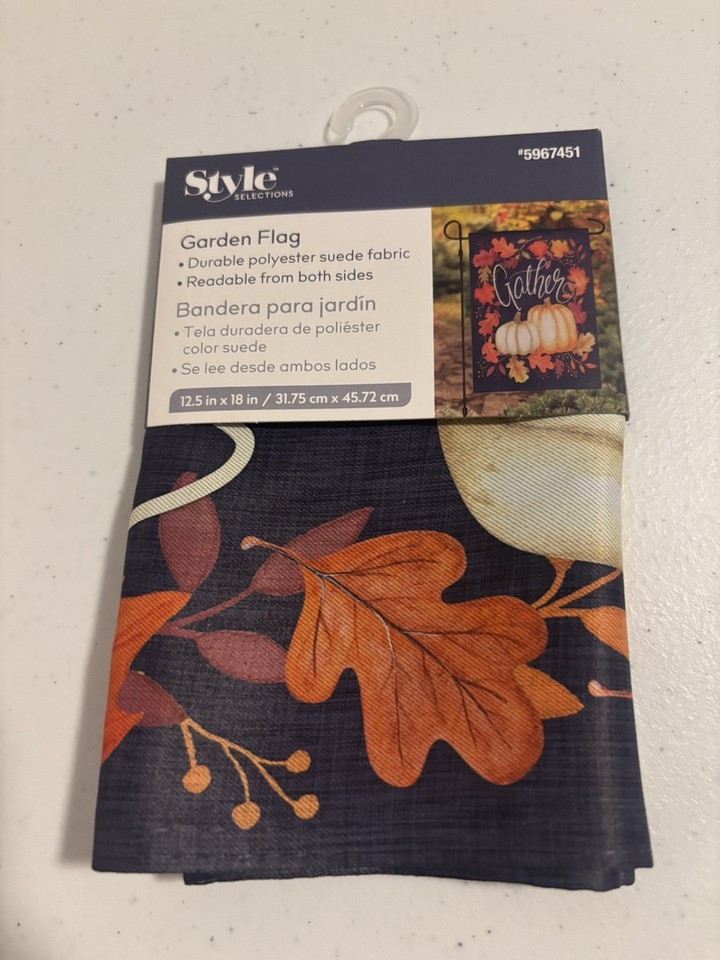 #5967451
Style™
SELECTIONS
Garden Flag
• Durable polyester suede fabric
• Readable from both sides
Bandera para jardín
• Tela duradera de poliéster
color suede
• Se lee desde ambos lados
12.5 in x 18 in / 31.75 cm x 45.72 cm
Gather